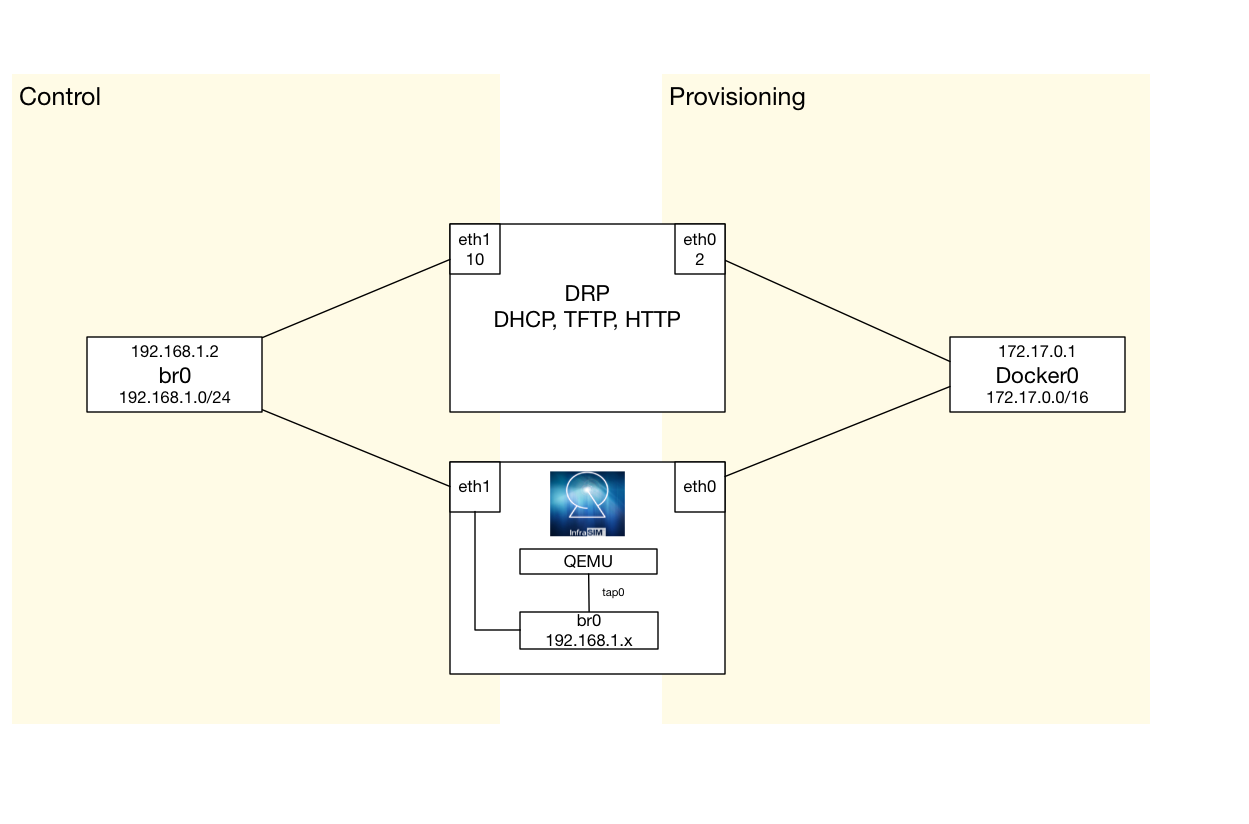 Control
Provisioning
eth1
10
eth0
2
DRP
DHCP, TFTP, HTTP
192.168.1.2
br0
192.168.1.0/24
172.17.0.1
Docker0
172.17.0.0/16
eth1
eth0
InfraSIM
QEMU
tap0
br0
192.168.1.x